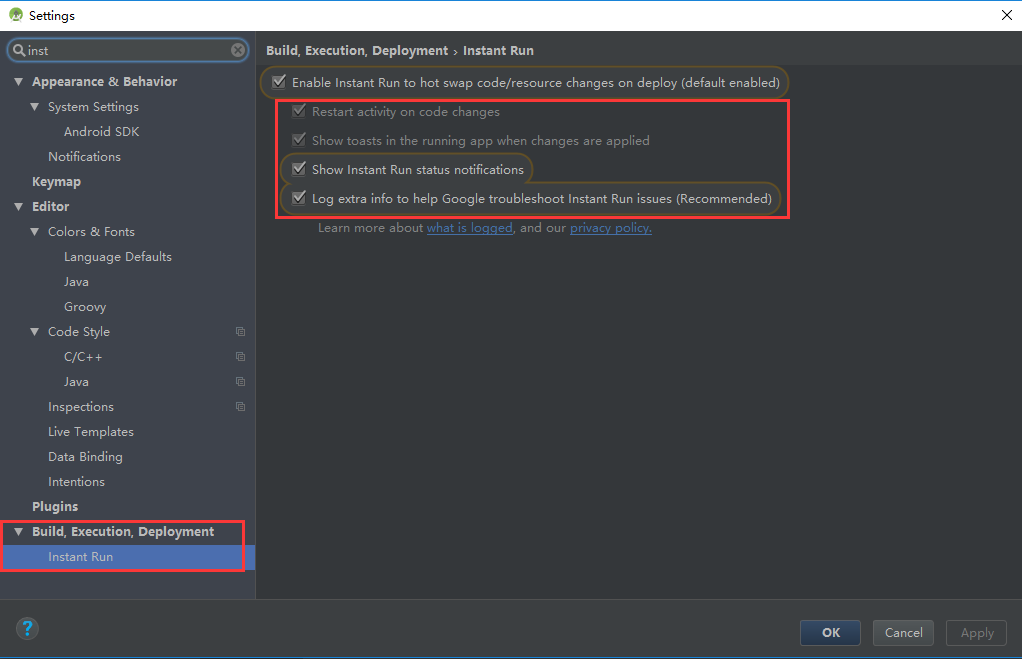 Settings
inst
Appearance & Behavior
System Settings
Android SDK
Notifications
Keymap
Editor
Colors & Fonts
Language Defaults
Java
Groovy
Code Style
C/C++
Java
Inspections
Live Templates
Data Binding
Intentions
Plugins
Build, Execution, Deployment
Instant Run
Build, Execution, Deployment › Instant Run
Enable Instant Run to hot swap code/resource changes on deploy (default enabled)
Restart activity on code changes
Show toasts in the running app when changes are applied
Show Instant Run status notifications
Log extra info to help Google troubleshoot Instant Run issues (Recommended)
Learn more about what is logged, and our privacy policy.
?
OK
Cancel
Apply